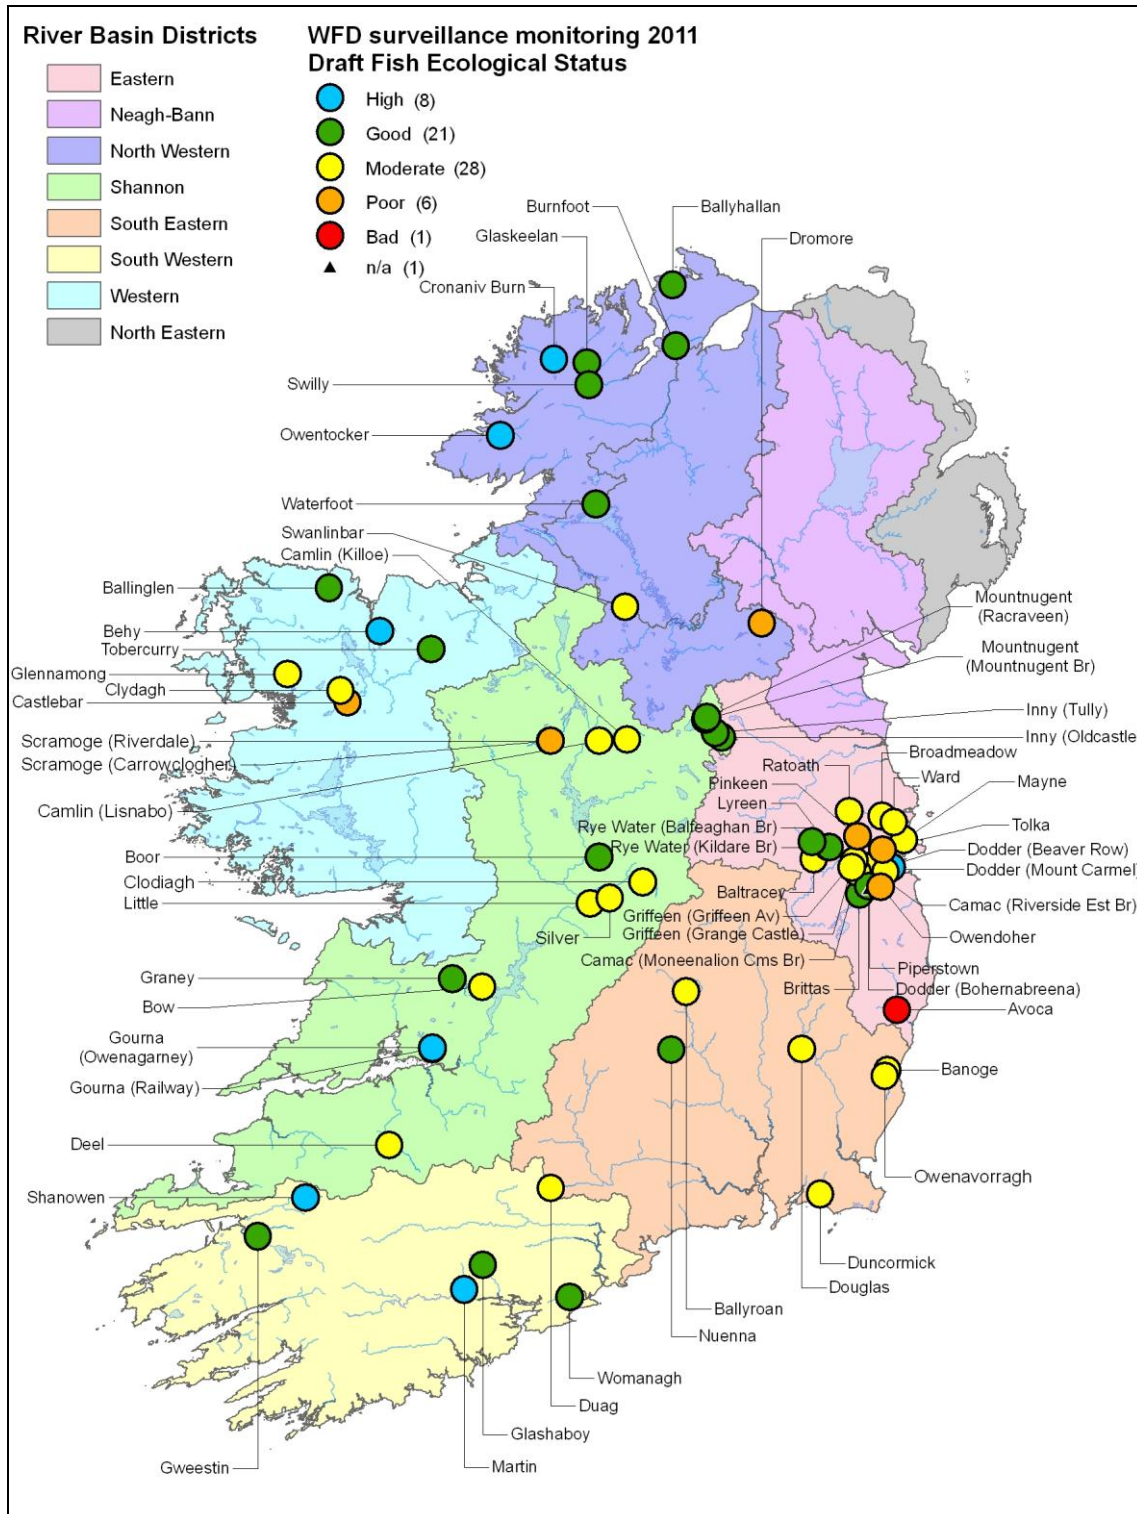 River Basin Districts
Eastern
Neagh-Bann
North Western
Shannon
South Eastern
South Western
Western
North Eastern
WFD surveillance monitoring 2011
Draft Fish Ecological Status
High (8)
Good (21)
Moderate (28)
Poor (6)
Bad (1)
n/a (1)
Burnfoot
Ballyhallan
Glaskeelan
Dromore
Cronaniv Burn
Swilly
Owentocker
Waterfoot
Swanlinbar
Camlin (Killoe)
Ballinglen
Behy
Tobercurry
Glennamong
Clydagh
Castlebar
Scramoge (Riverdale)
Scramoge (Carrowclogher)
Camlin (Lisnabo)
Boor
Clodiagh
Little
Silver
Graney
Bow
Gourna
(Owenagarney)
Gourna (Railway)
Deel
Shanowen
Gweestin
Mountnugent
(Racraveen)
Mountnugent
(Mountnugent Br)
Inny (Tully)
Inny (Oldcastle
Broadmeadow
Ratoath
Ward
Mayne
Pinkeen
Lyreen
Rye Water (Balfeaghan Br)
Rye Water (Kildare Br)
Tolka
Dodder (Beaver Row)
Dodder (Mount Carmel)
Baltracey
Camac (Riverside Est Br)
Griffeen (Griffeen Av)
Griffeen (Grange Castle)
Owendoher
Camac (Moneenalion Cms Br)
Piperstown
Brittas
Dodder (Bohernabreena)
Avoca
Banoge
Owenavorragh
Duncormick
Douglas
Ballyroan
Nuenna
Womanagh
Duag
Glashaboy
Martin